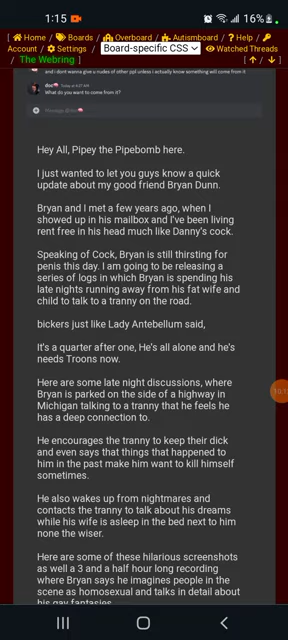 1:15
16%
Home / Boards / Overboard / Autismboard / ? Help / Key
Account / Settings / Board-specific CSS Watched Threads
/ The Webring [↑ / ↓]
and i dont wanna give u nudes of other ppl unless i actually know something will come from it
doc Today at 4:21 AM
What do you want to come from it?
Hey All, Pipey the Pipebomb here.
I just wanted to let you guys know a quick
update about my good friend Bryan Dunn.
Bryan and I met a few years ago, when I
showed up in his mailbox and I've been living
rent free in his head much like Danny's cock.
Speaking of Cock, Bryan is still thirsting for
penis this day. I am going to be releasing a
series of logs in which Bryan is spending his
late nights running away from his fat wife and
child to talk to a tranny on the road.
bickers just like Lady Antebellum said,
It's a quarter after one, He's all alone and he's
needs Troons now.
Here are some late night discussions, where
Bryan is parked on the side of a highway in
Michigan talking to a tranny that he feels he
has a deep connection to.
He encourages the tranny to keep their dick
and even says that things that happened to
him in the past make him want to kill himself
sometimes.
He also wakes up from nightmares and
contacts the tranny to talk about his dreams
while his wife is asleep in the bed next to him
none the wiser.
Here are some of these hilarious screenshots
as well a 3 and a half hour long recording
where Bryan says he imagines people in the
scene as homosexual and talks in detail about
his gay fantasies.